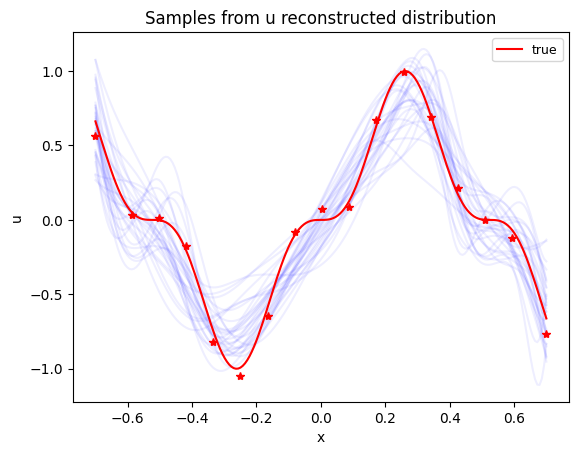 Samples from u reconstructed distribution
true
1.0
0.5
0.0
−0.5
−1.0
u
−0.6 −0.4 −0.2 0.0 0.2 0.4 0.6
x